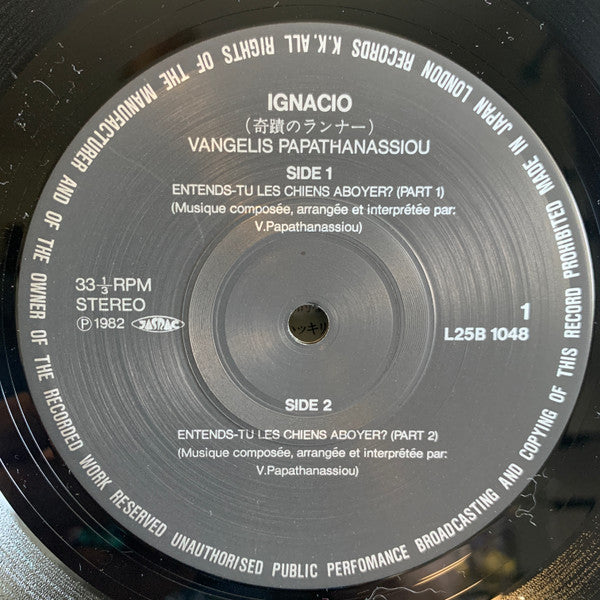 MADE IN JAPAN LONDON RECORDS K.K. ALL RIGHTS OF THE MANUFACTURER AND OF THE OWNER OF THE RECORDED WORK RESERVED UNAUTHORISED PUBLIC PERFOMANCE BROADCASTING AND COPYING OF THIS RECORD PROHIBITED
IGNACIO
(奇蹟のランナー)
VANGELIS PAPATHANASSIOU
SIDE 1
ENTENDS-TU LES CHIENS ABOYER? (PART 1)
(Musique composée, arrangée et interprétée par:
V.Papathanassiou)
33 1/3 RPM
STEREO
Ⓟ 1982 JASRAC
1
L25B 1048
SIDE 2
ENTENDS-TU LES CHIENS ABOYER? (PART 2)
(Musique composée, arrangée et interprétée par:
V.Papathanassiou)